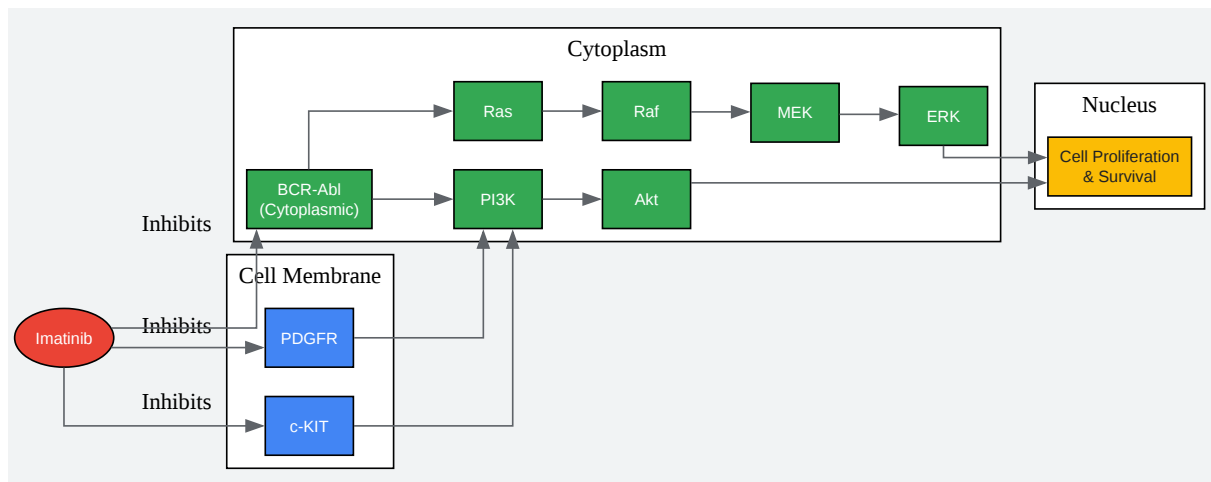 Cytoplasm
Ras
Raf
MEK
ERK
Nucleus
Cell Proliferation
& Survival
BCR-Abl
(Cytoplasmic)
PI3K
Akt
Inhibits
Cell Membrane
Inhibits
Imatinib
PDGFR
Inhibits
c-KIT